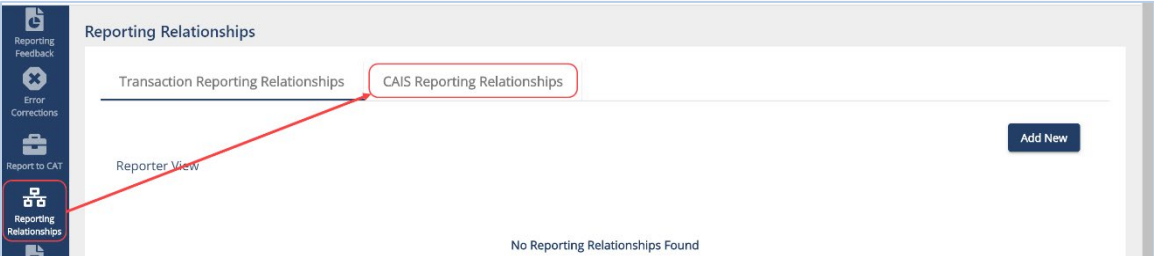 Reporting
Feedback
Error
Corrections
Report to CAT
Reporting
Relationships
Reporting Relationships
Transaction Reporting Relationships
CAIS Reporting Relationships
Add New
Reporter View
No Reporting Relationships Found